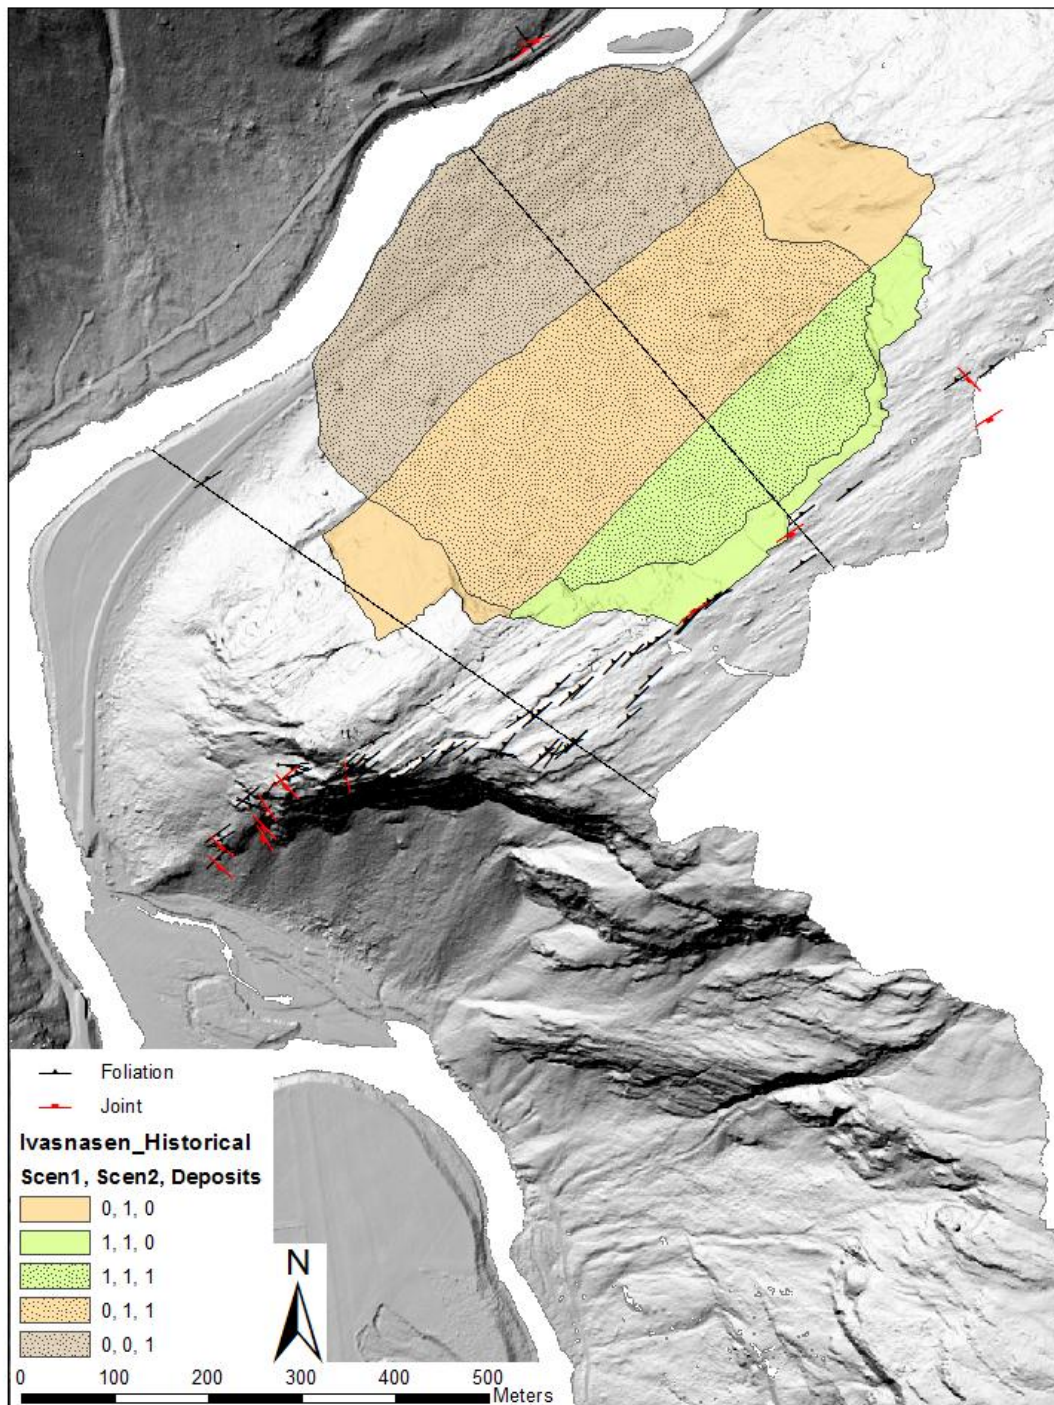 Foliation
Joint
Ivasnasen_Historical
Scen1, Scen2, Deposits
0, 1, 0
1, 1, 0
1, 1, 1
0, 1, 1
0, 0, 1
N
0 100 200 300 400 500
Meters